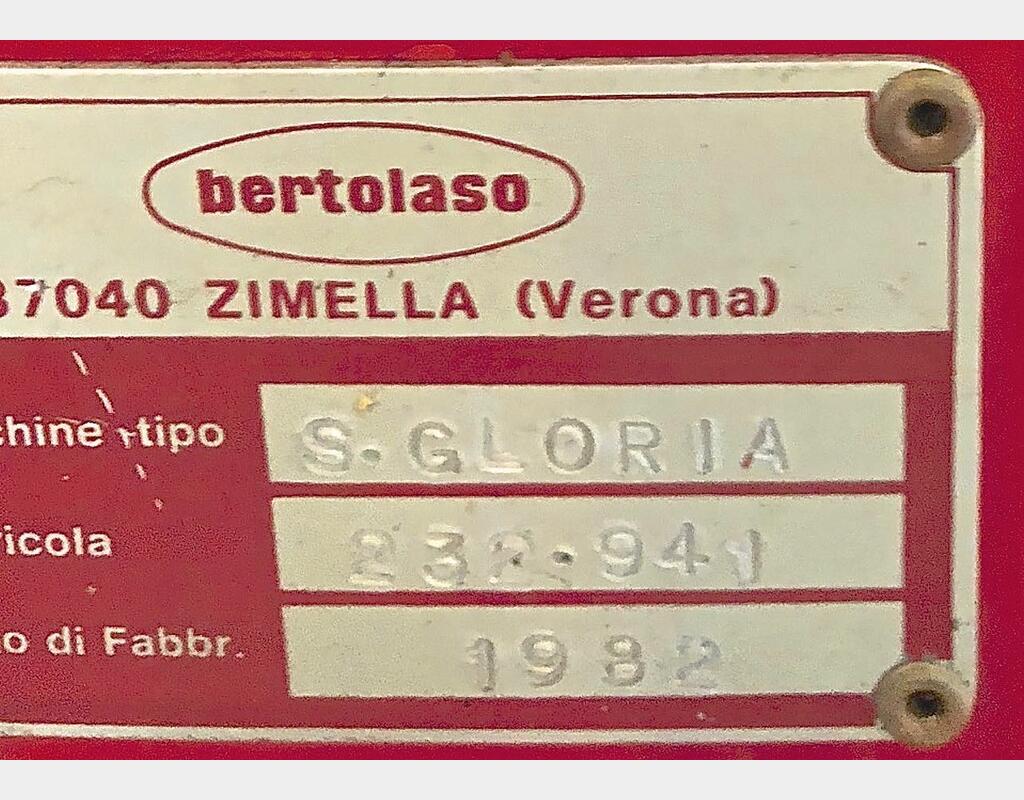 bertolaso
37040 ZIMELLA (Verona)
chine tipo S.GLORIA
ricola 232.941
o di Fabbr. 1982